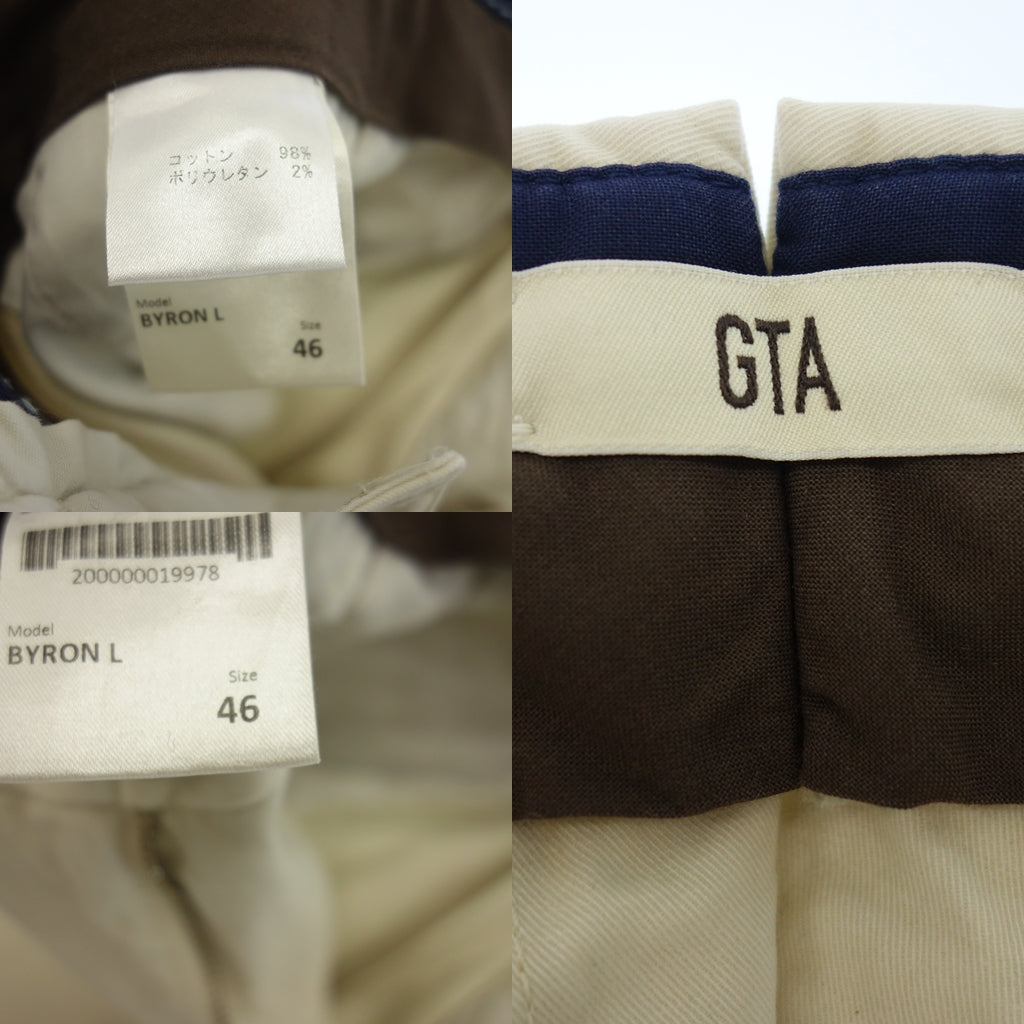 コットン 98%
ポリウレタン 2%
Model
BYRON L
Size
46
GTA
200000019978
Model
BYRON L
Size
46